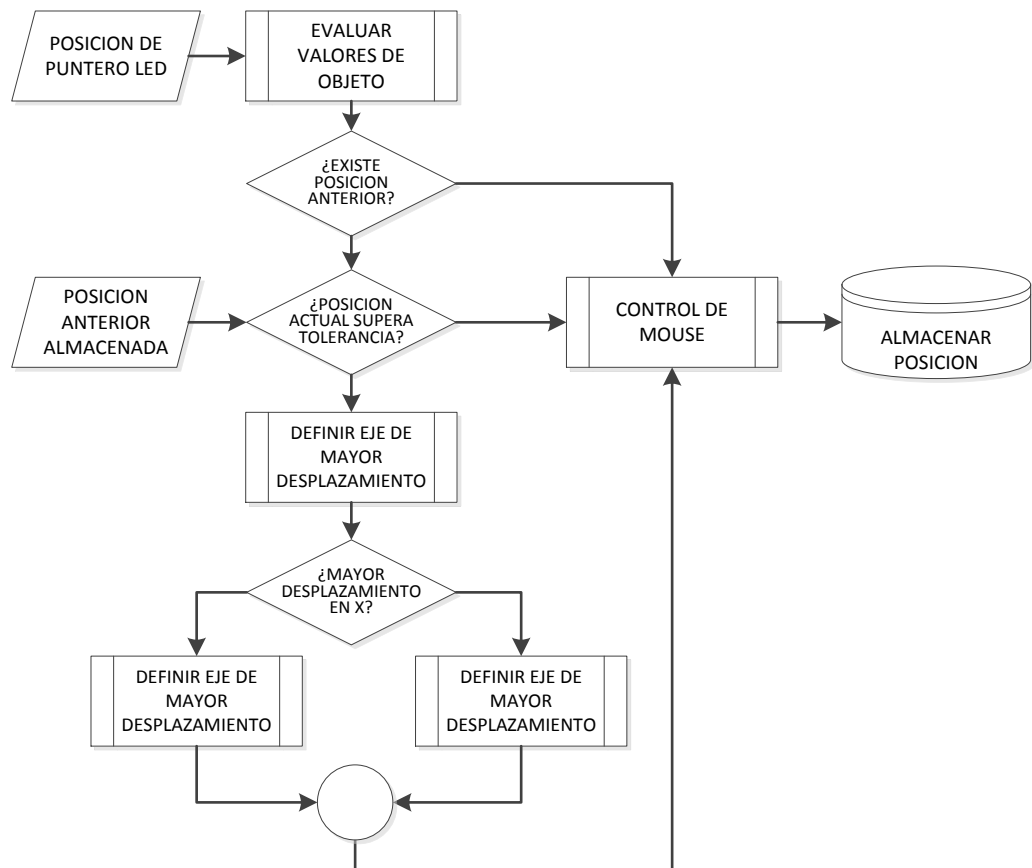 POSICION DE
PUNTERO LED
EVALUAR
VALORES DE
OBJETO
¿EXISTE
POSICION
ANTERIOR?
POSICION
ANTERIOR
ALMACENADA
¿POSICION
ACTUAL SUPERA
TOLERANCIA?
CONTROL DE
MOUSE
ALMACENAR
POSICION
DEFINIR EJE DE
MAYOR
DESPLAZAMIENTO
¿MAYOR
DESPLAZAMIENTO
EN X?
DEFINIR EJE DE
MAYOR
DESPLAZAMIENTO
DEFINIR EJE DE
MAYOR
DESPLAZAMIENTO